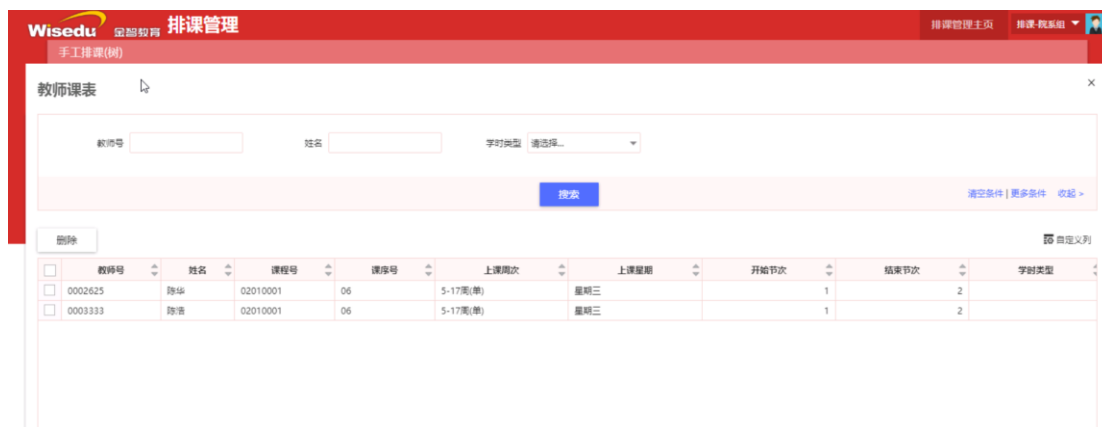 Wisedu 金智教育 排课管理 排课管理主页 排课-院系组
手工排课(树)
教师课表 ×
教师号 姓名 学时类型 请选择...
搜索 清空条件 | 更多条件 收起 >
删除 自定义列
教师号 姓名 课程号 课序号 上课周次 上课星期 开始节次 结束节次 学时类型
0002625 陈华 02010001 06 5-17周(单) 星期三 1 2
0003333 陈浩 02010001 06 5-17周(单) 星期三 1 2